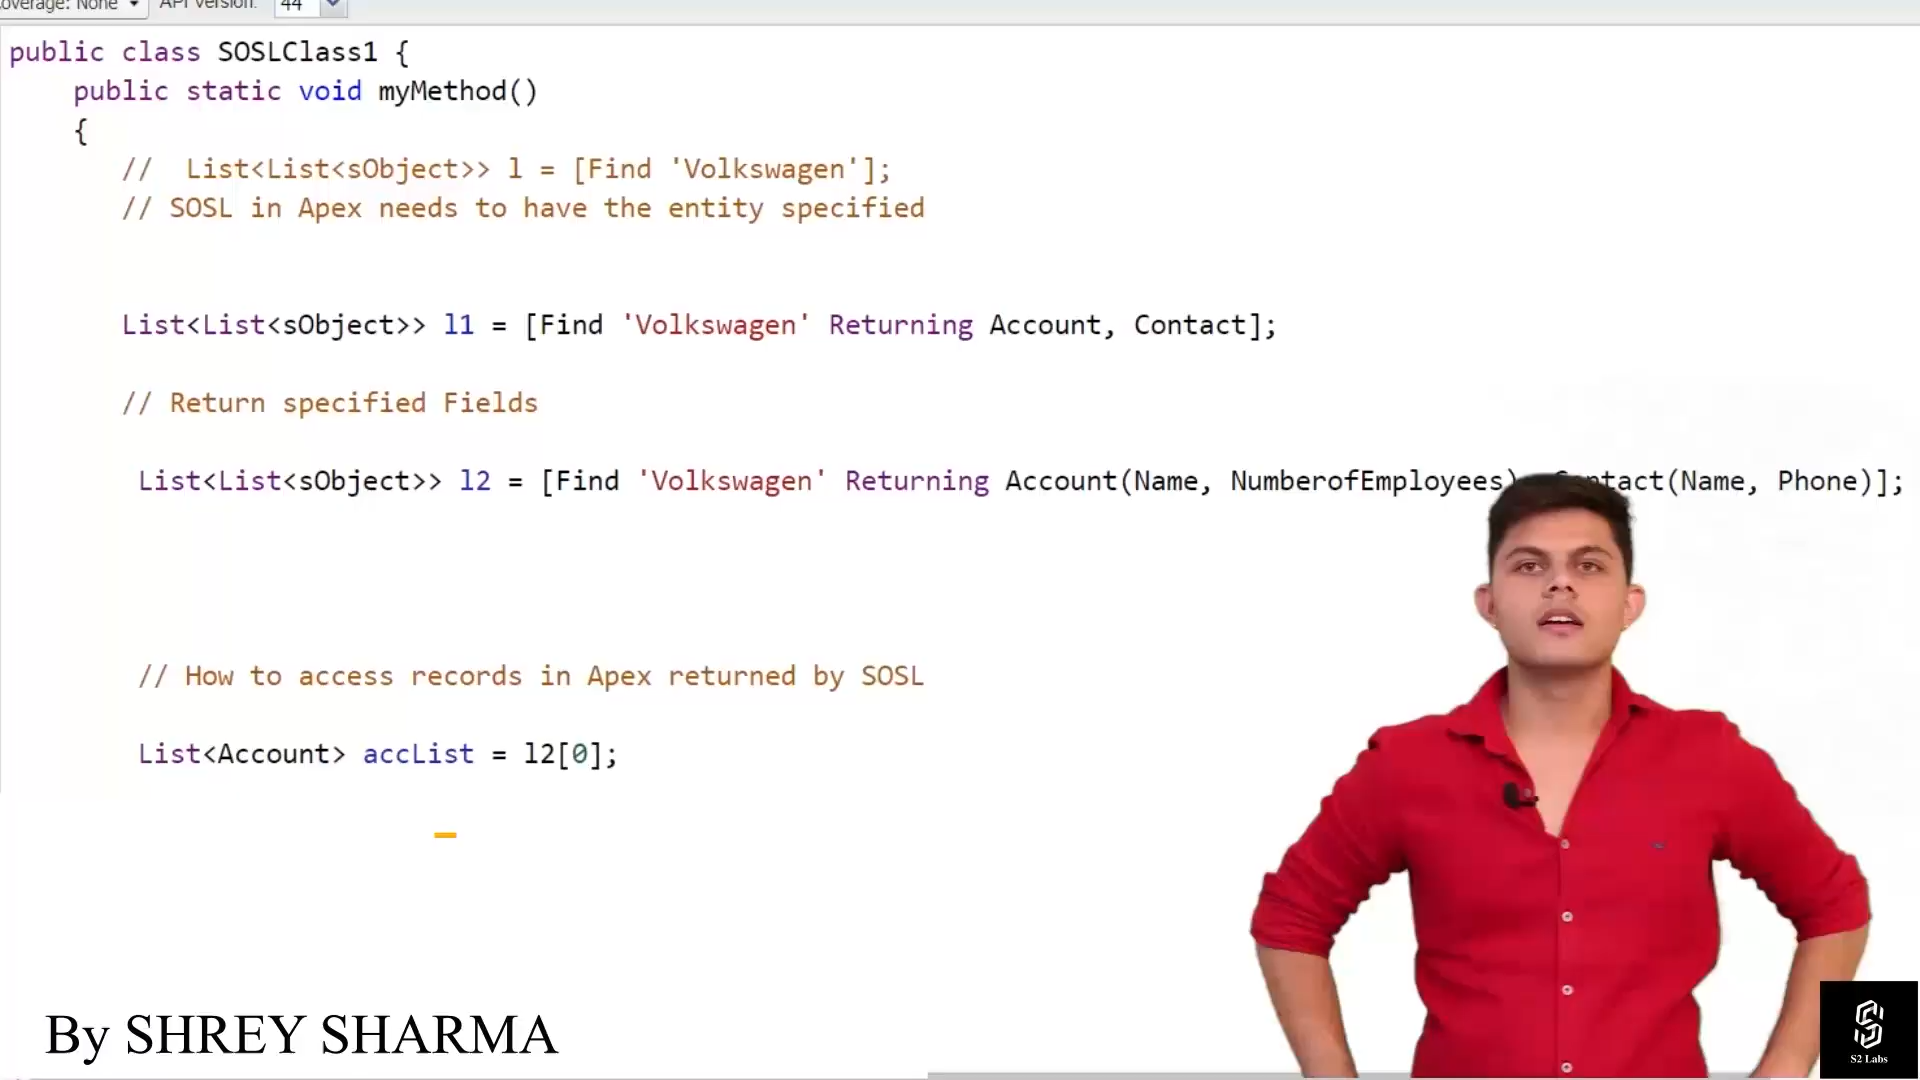 Coverage: None API Version: 44
public class SOSLClass1 {
public static void myMethod()
{
//  List<List<sObject>> l = [Find 'Volkswagen'];
// SOSL in Apex needs to have the entity specified
List<List<sObject>> l1 = [Find 'Volkswagen' Returning Account, Contact];
// Return specified Fields
List<List<sObject>> l2 = [Find 'Volkswagen' Returning Account(Name, NumberofEmployees), Contact(Name, Phone)];
// How to access records in Apex returned by SOSL
List<Account> accList = l2[0];
By SHREY SHARMA
S2 Labs